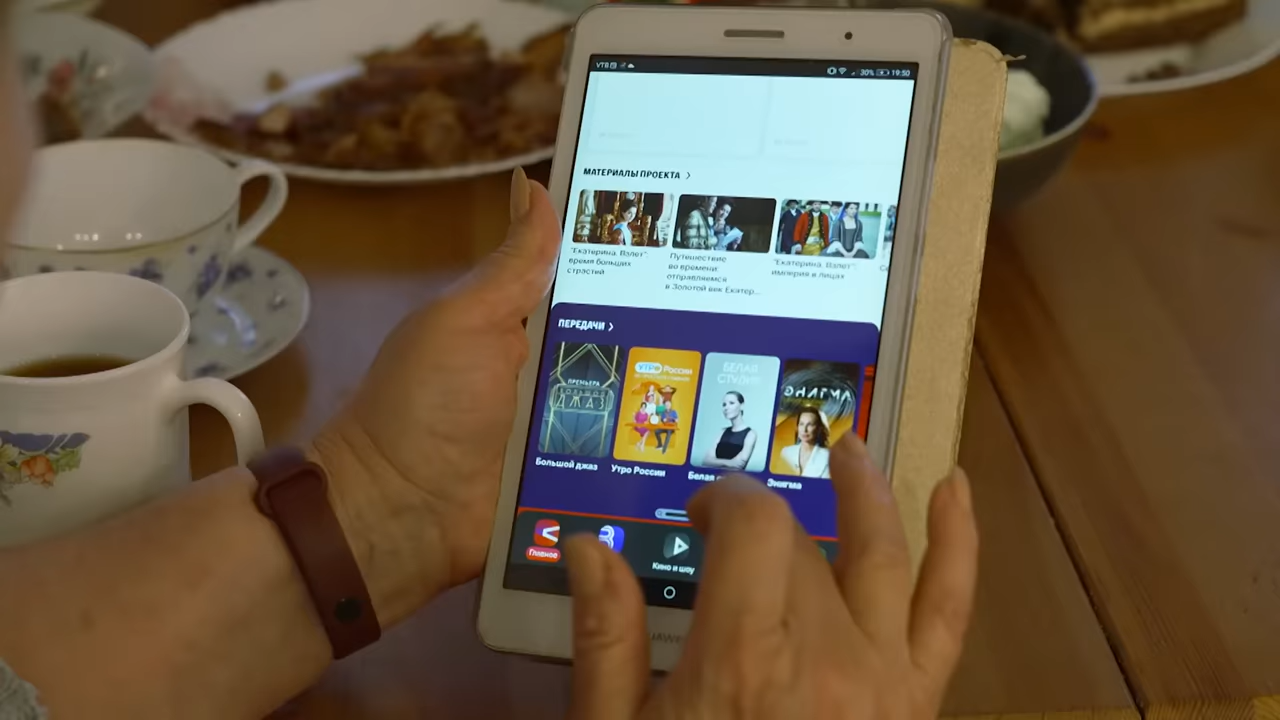 VTB
30% 19:50
МАТЕРИАЛЫ ПРОЕКТА
"Екатерина. Взлет":
время больших
страстей
Путешествие
во времени:
отправляемся
в Золотой век Екатер...
"Екатерина. Взлет":
империя в лицах
ПЕРЕДАЧИ
ПРЕМЬЕРА
БОЛЬШОЙ
ДЖАЗ
УТРО России
БЕЛАЯ
СТУДИЯ
Большой джаз
Утро России
Белая
Энигма
Главное
Кино и шоу
HUAWEI